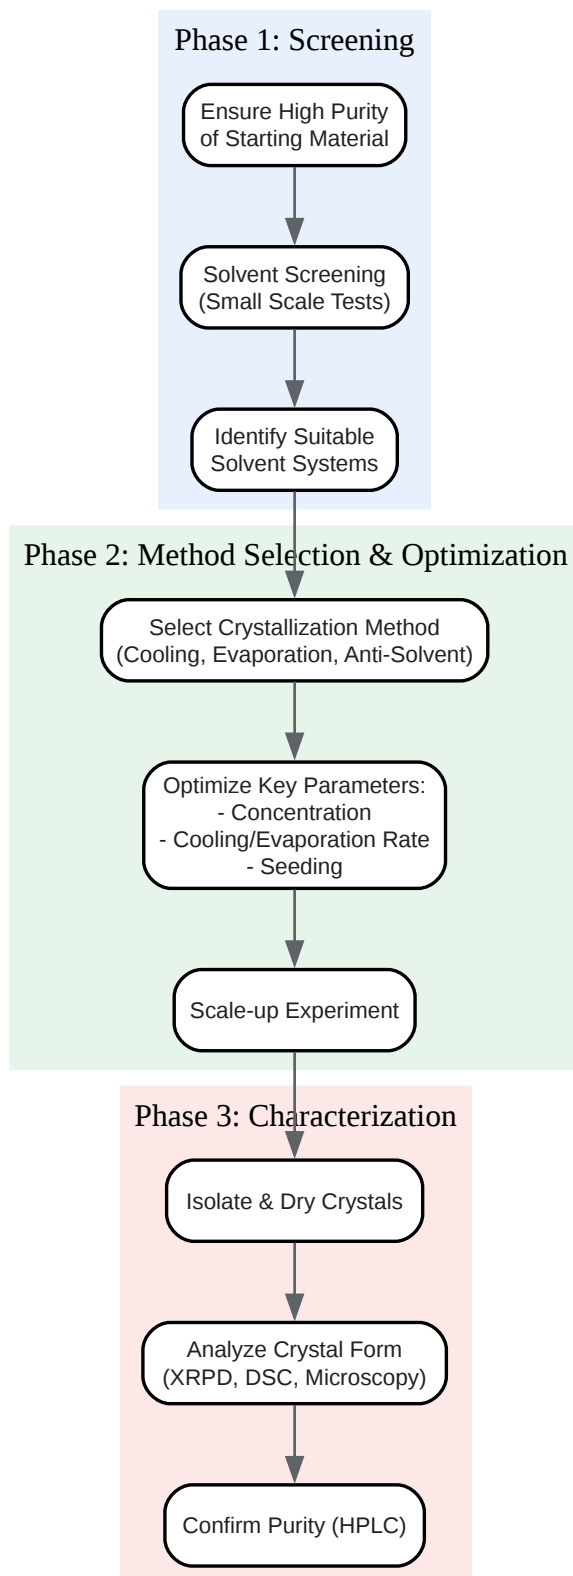 Phase 1: Screening
Ensure High Purity
of Starting Material
Solvent Screening
(Small Scale Tests)
Identify Suitable
Solvent Systems
Phase 2: Method Selection & Optimization
Select Crystallization Method
(Cooling, Evaporation, Anti-Solvent)
Optimize Key Parameters:
- Concentration
- Cooling/Evaporation Rate
- Seeding
Scale-up Experiment
Phase 3: Characterization
Isolate & Dry Crystals
Analyze Crystal Form
(XRPD, DSC, Microscopy)
Confirm Purity (HPLC)